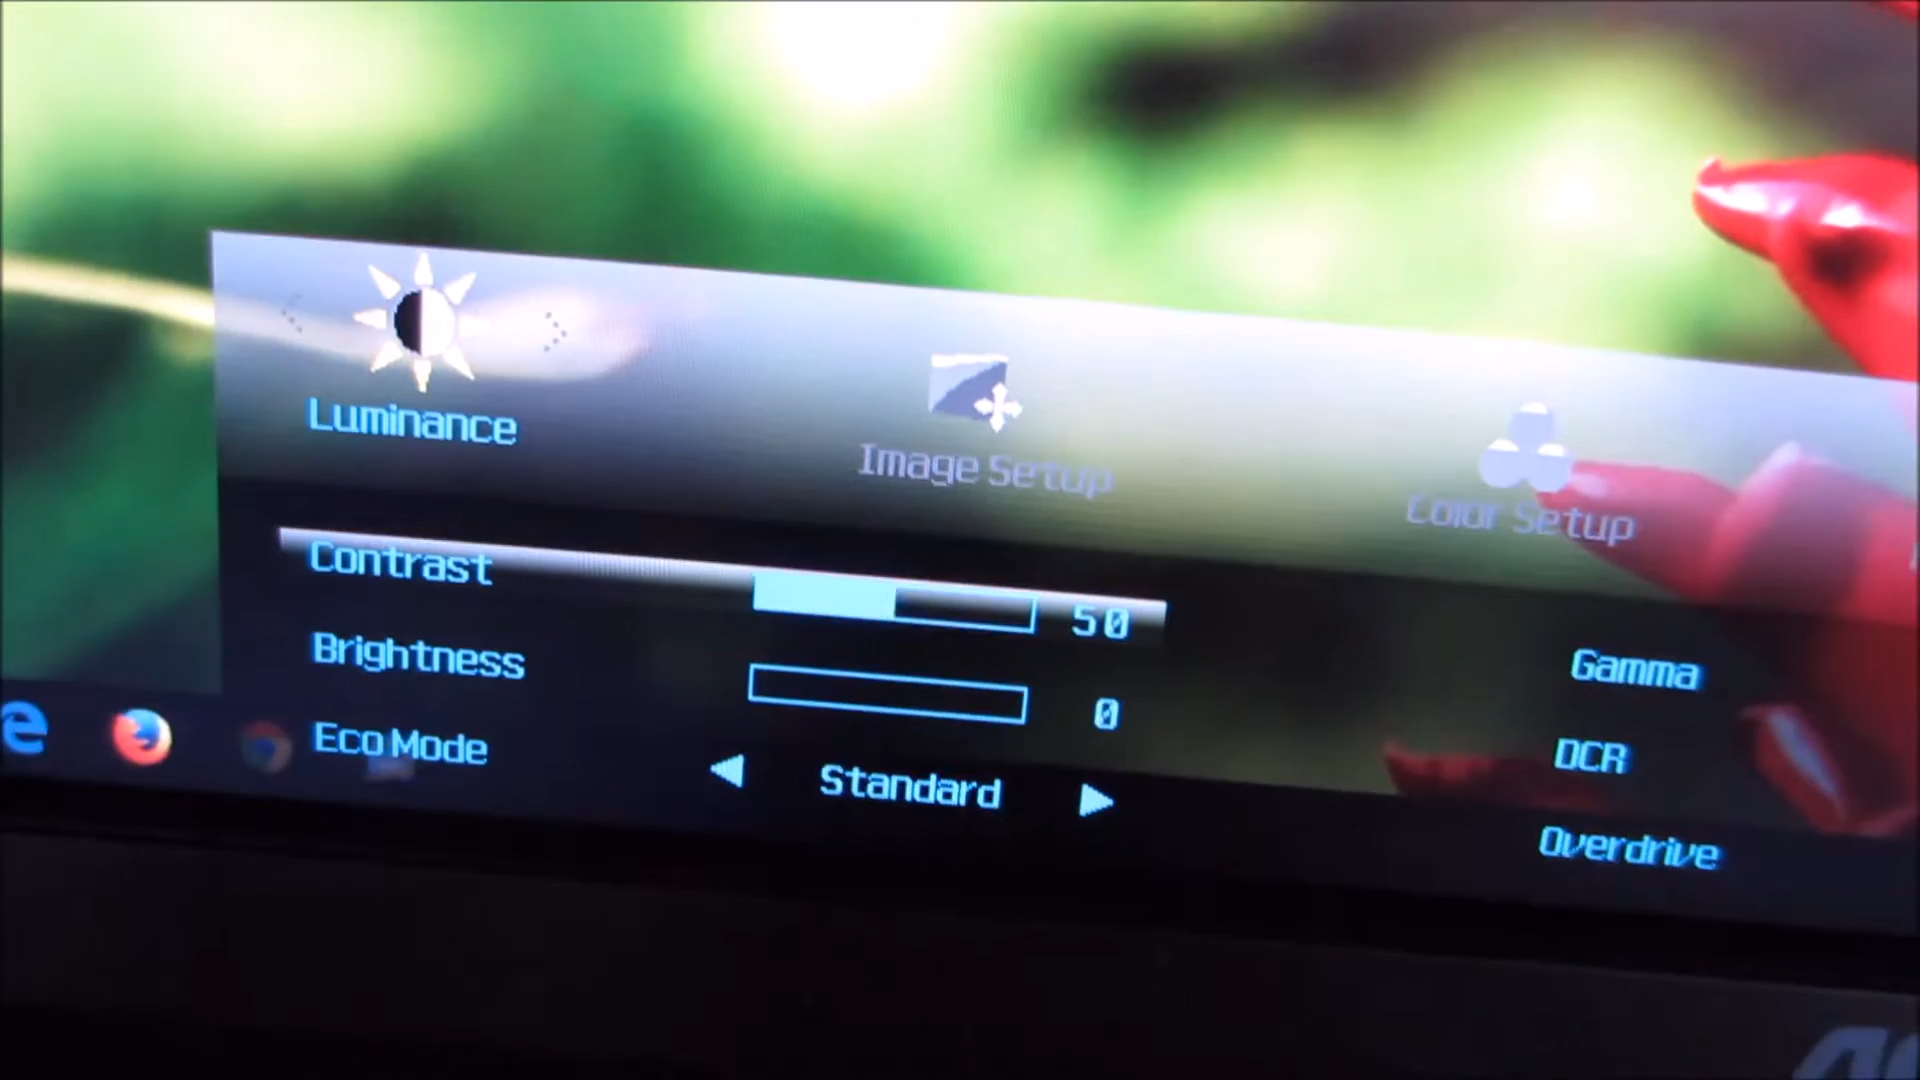 Luminance
Image Setup
Color Setup
Contrast 50
Brightness 0
Eco Mode Standard
Gamma
DCR
Overdrive